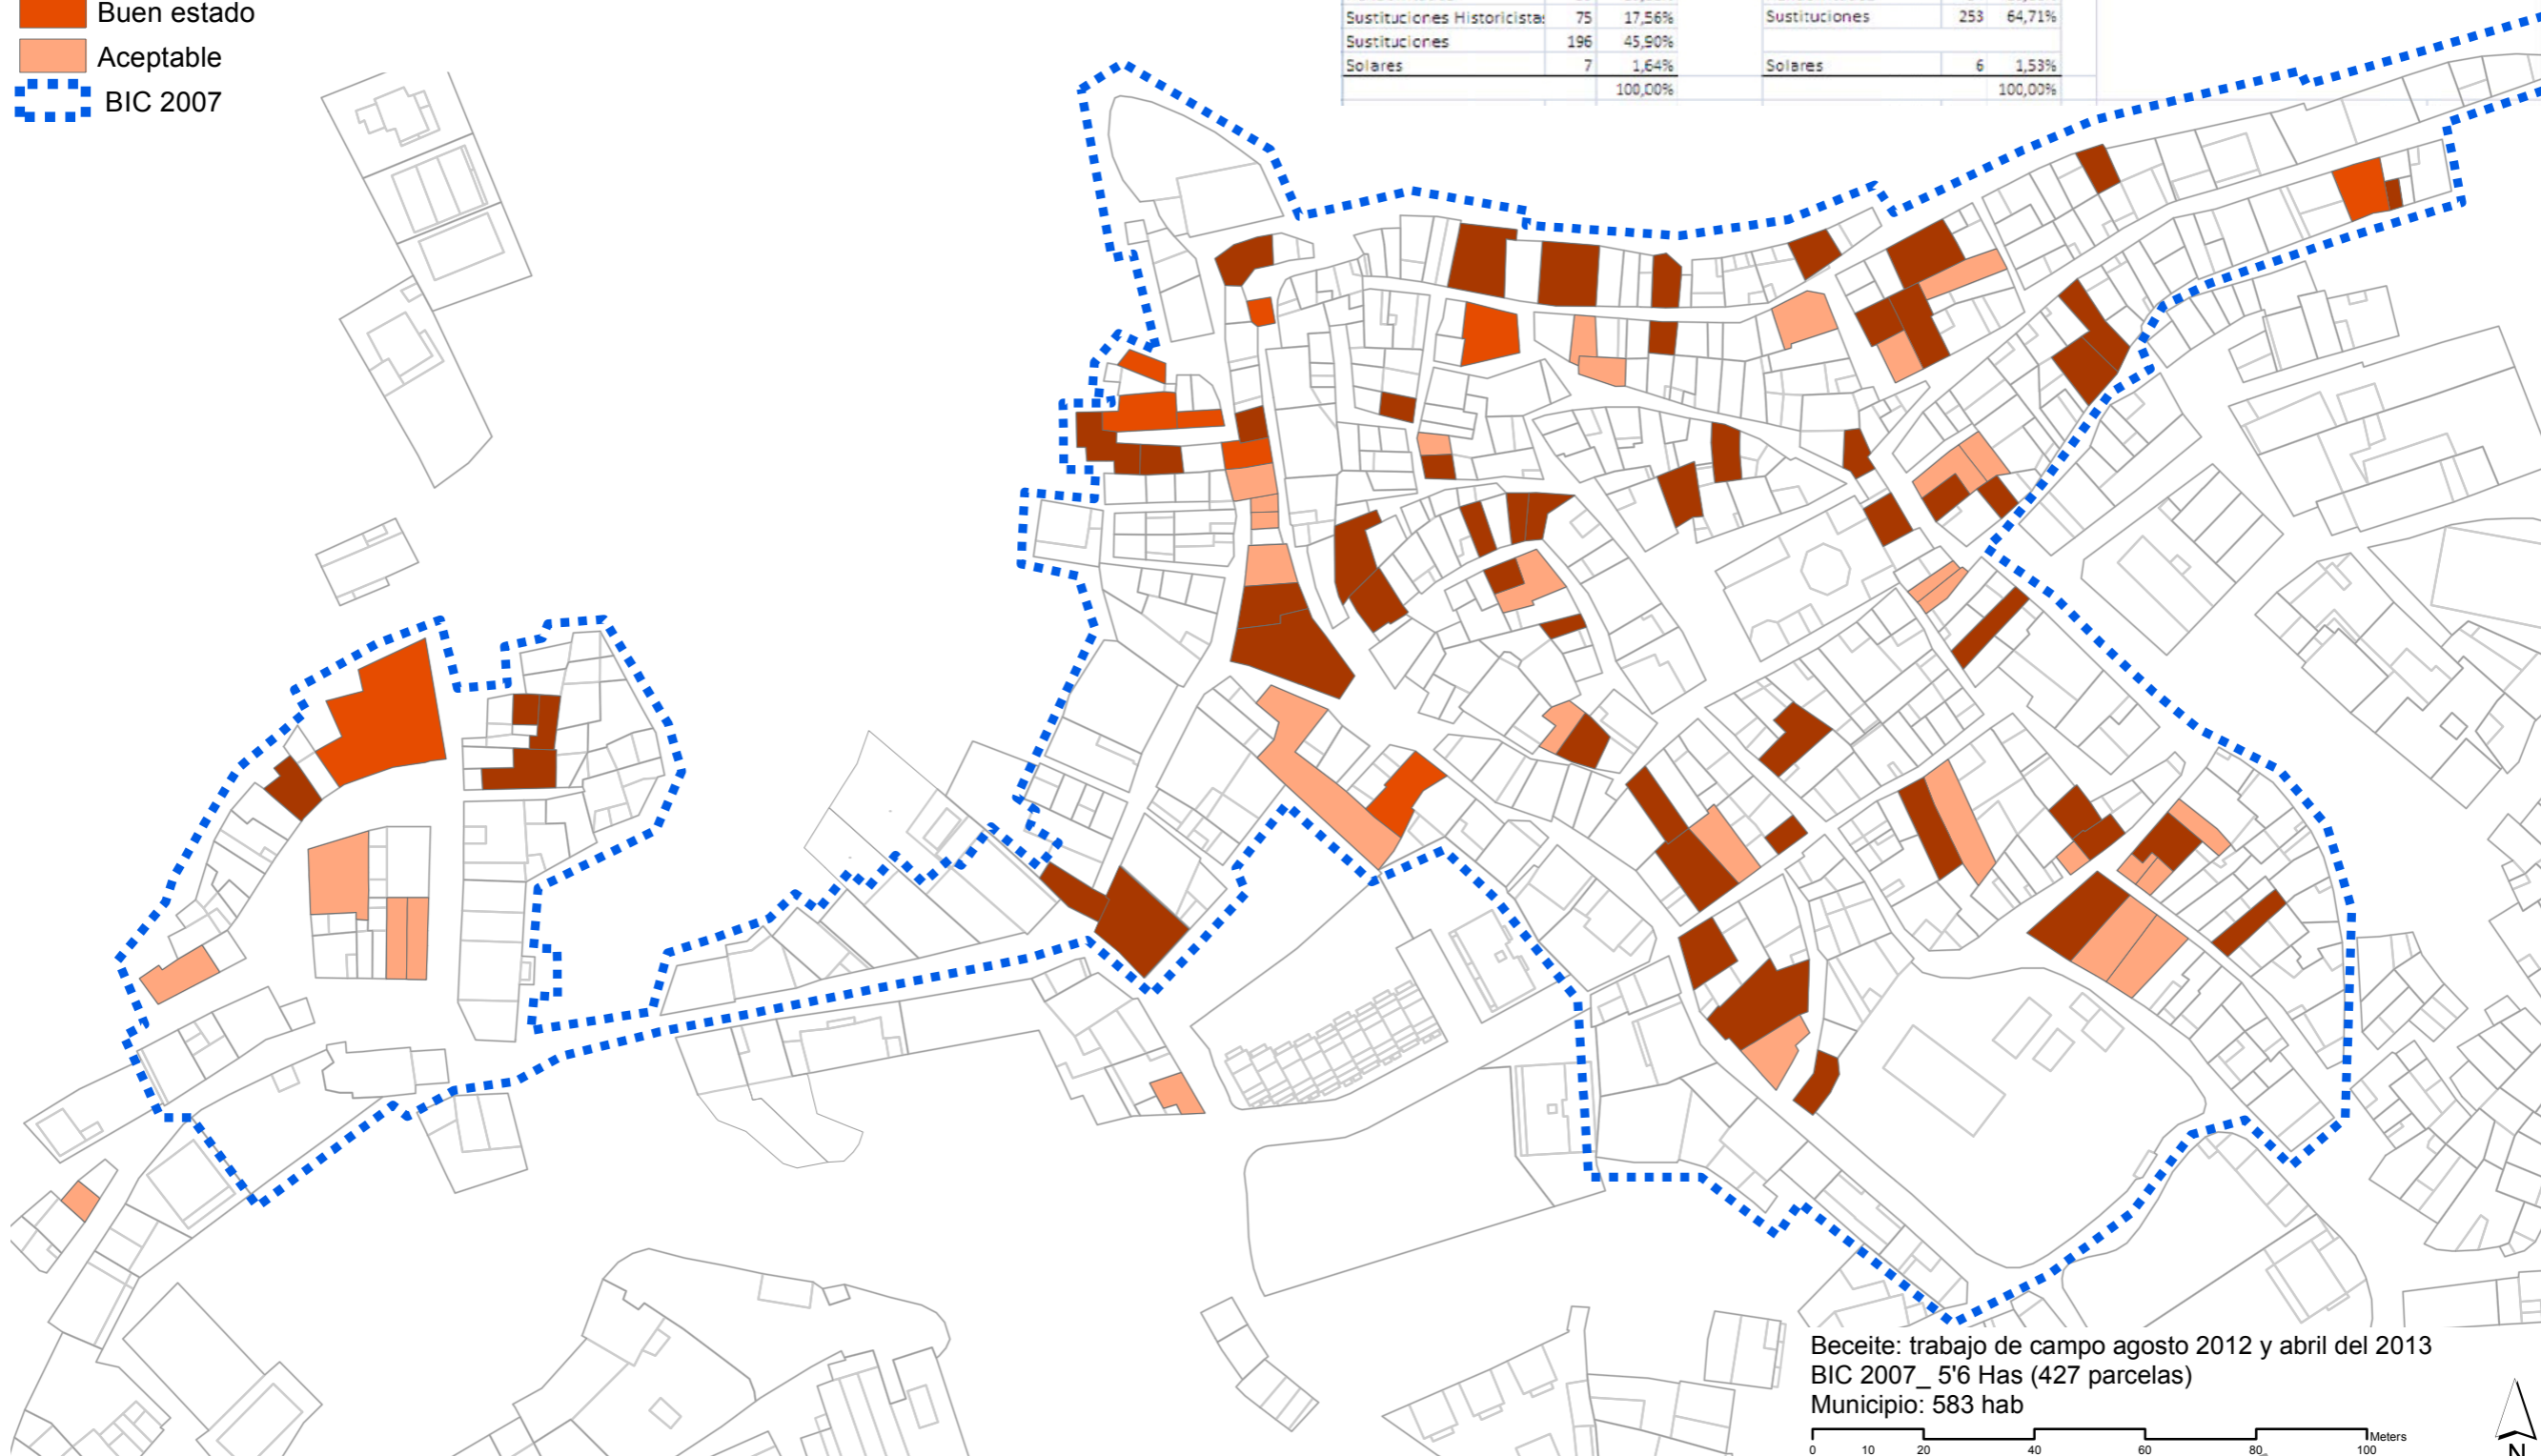 Buen estado
Aceptable
BIC 2007
Sustituciones Historicistas 75 17,56%
Sustituciones 253 64,71%
Sustituciones 196 45,90%
Solares 7 1,64%
Solares 6 1,53%
100,00%
100,00%
Beceite: trabajo de campo agosto 2012 y abril del 2013
BIC 2007_ 5'6 Has (427 parcelas)
Municipio: 583 hab
Meters
0 10 20 40 60 80 100
N